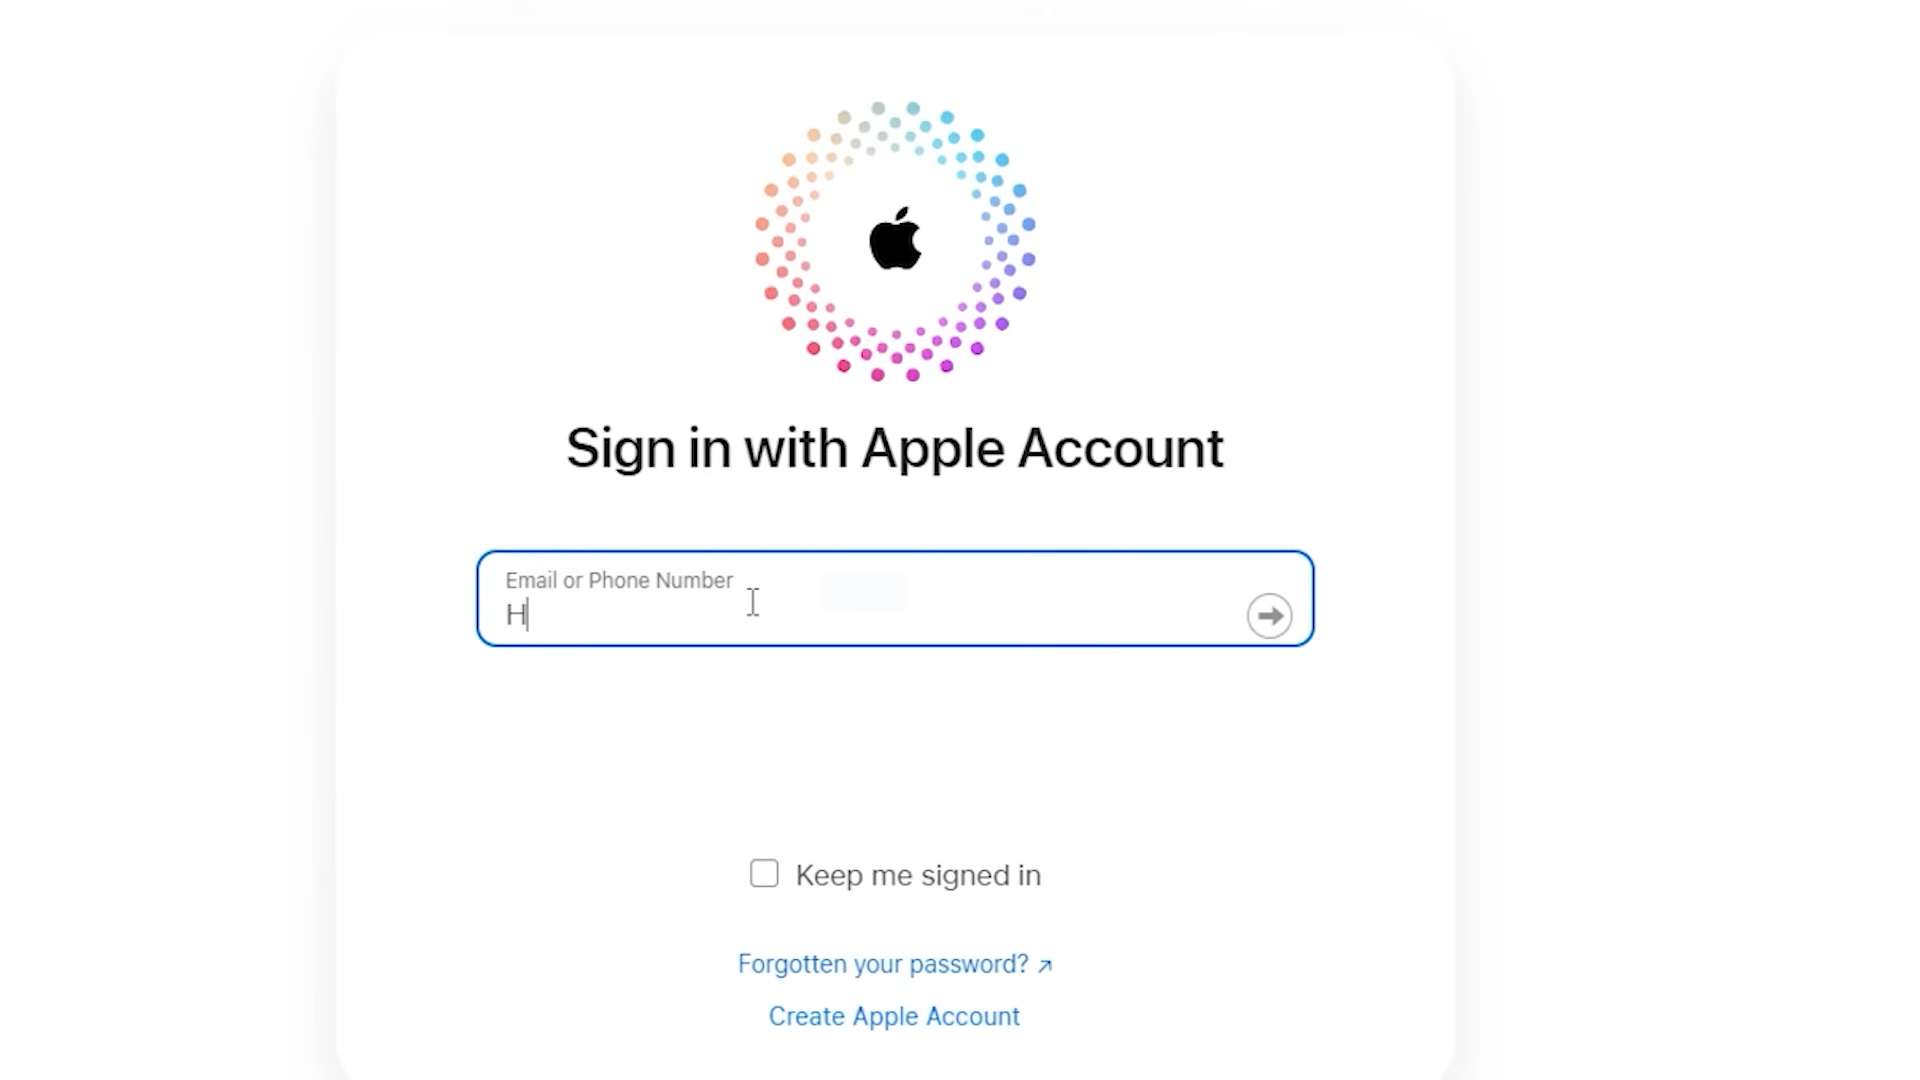 Sign in with Apple Account
Email or Phone Number
H
Keep me signed in
Forgotten your password? ↗
Create Apple Account